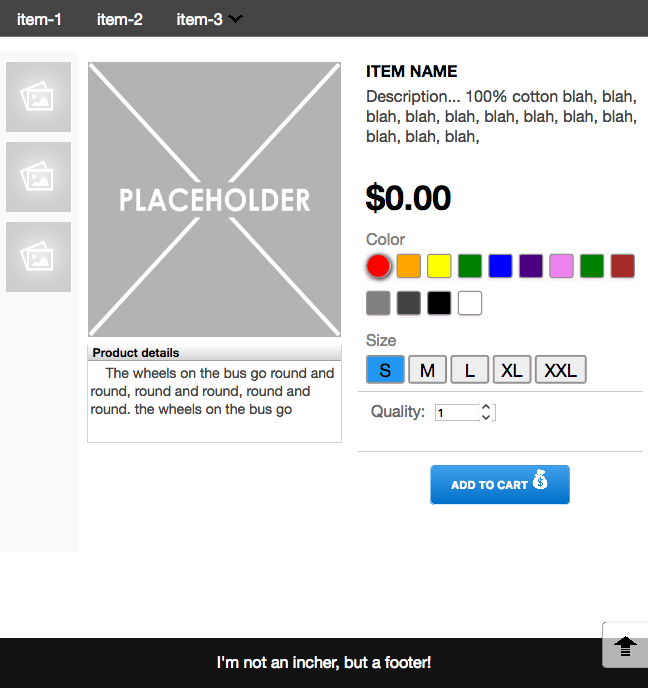 item-1 item-2 item-3
ITEM NAME
Description... 100% cotton blah, blah,
blah, blah, blah, blah, blah, blah, blah,
blah, blah, blah,
PLACEHOLDER
$0.00
Color
Size
S M L XL XXL
Product details
The wheels on the bus go round and
round, round and round, round and
round. the wheels on the bus go
Quality: 1
ADD TO CART $
I'm not an incher, but a footer!